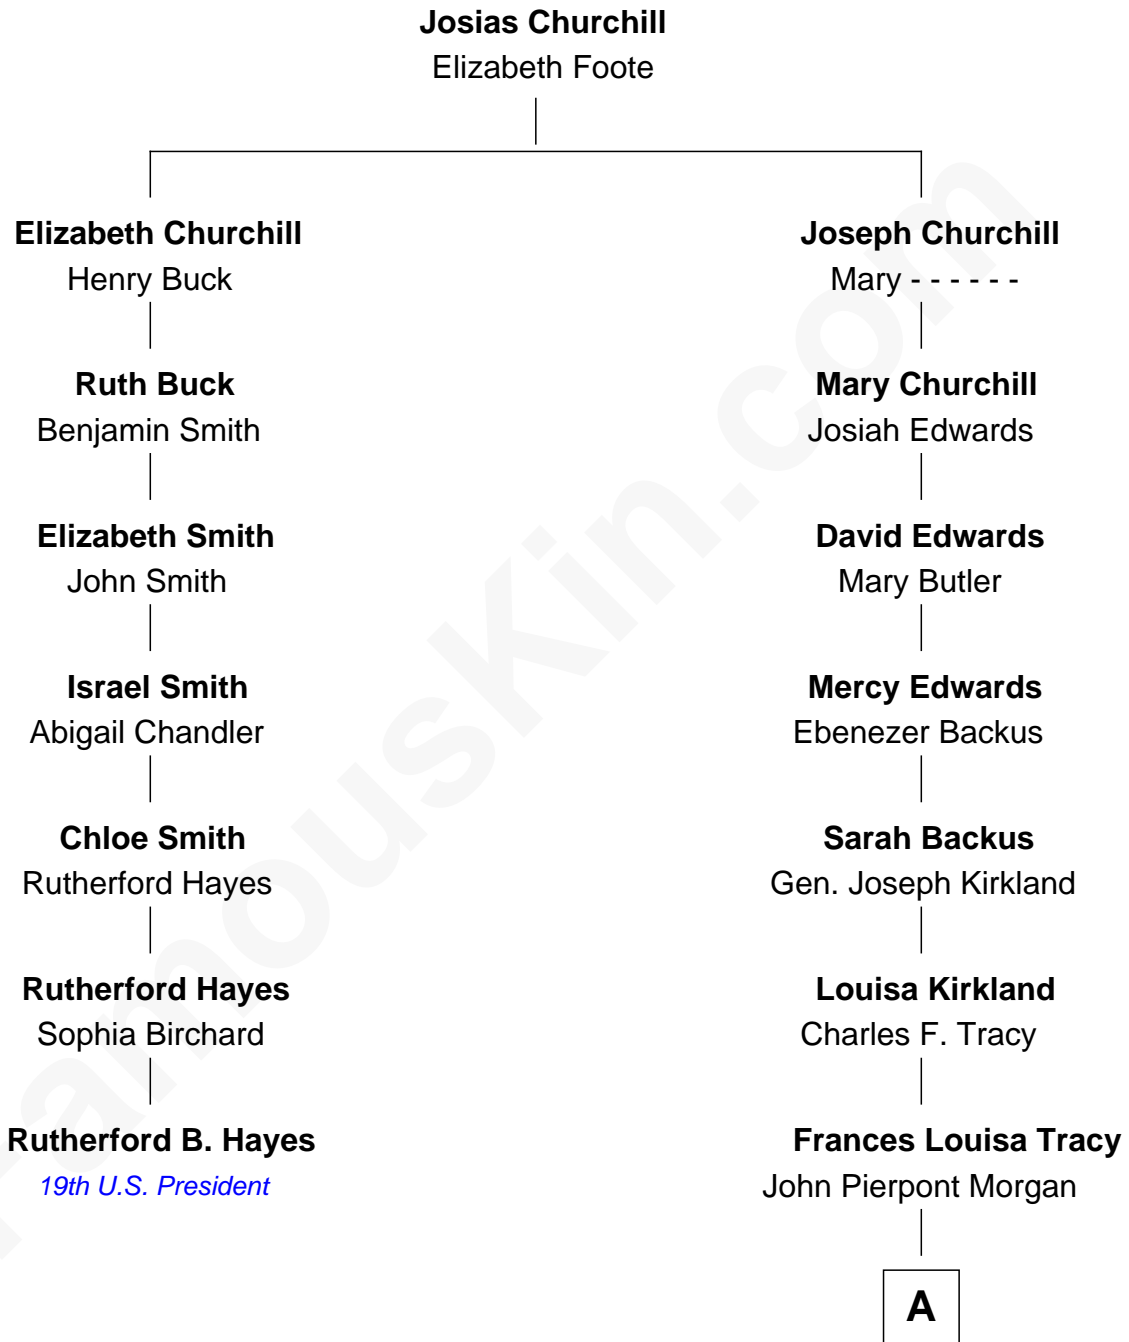 Josias Churchill
Elizabeth Foote
Elizabeth Churchill
Henry Buck
Ruth Buck
Benjamin Smith
Elizabeth Smith
John Smith
Israel Smith
Abigail Chandler
Chloe Smith
Rutherford Hayes
Rutherford Hayes
Sophia Birchard
Rutherford B. Hayes
19th U.S. President
Joseph Churchill
Mary - - - - - -
Mary Churchill
Josiah Edwards
David Edwards
Mary Butler
Mercy Edwards
Ebenezer Backus
Sarah Backus
Gen. Joseph Kirkland
Louisa Kirkland
Charles F. Tracy
Frances Louisa Tracy
John Pierpont Morgan
A
FamousKin.com